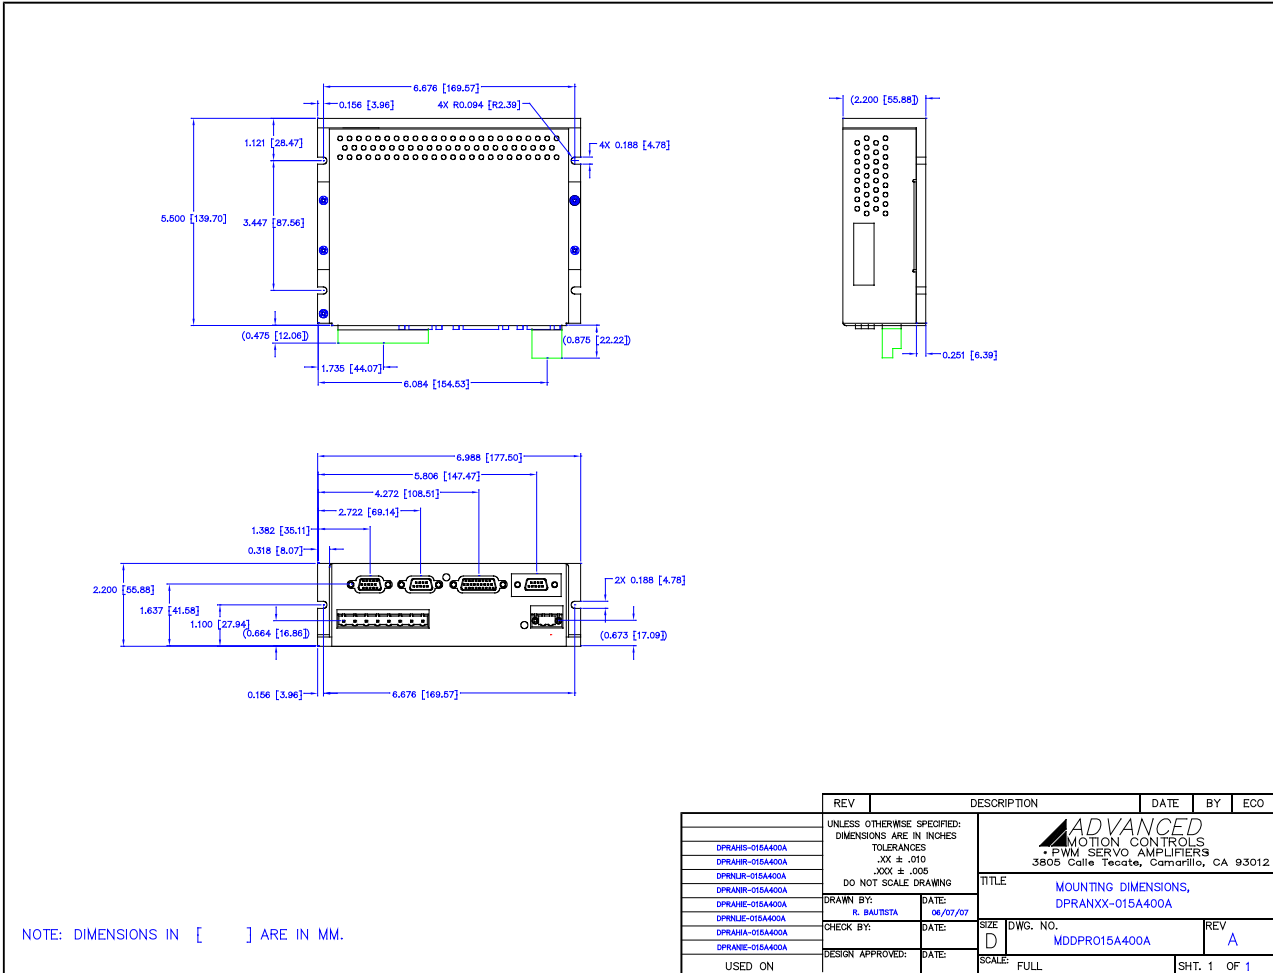 6.676 [169.57]
0.156 [3.96]
4X R0.094 [R2.39]
(2.200 [55.88])
1.121 [28.47]
4X 0.188 [4.78]
5.500 [139.70]
3.447 [87.56]
(0.475 [12.06])
(0.875 [22.22])
0.251 [6.39]
1.735 [44.07]
6.084 [154.53]
6.988 [177.50]
5.806 [147.47]
4.272 [108.51]
2.722 [69.14]
1.382 [35.11]
0.318 [8.07]
2.200 [55.88]
2X 0.188 [4.78]
1.637 [41.58]
1.100 [27.94]
(0.664 [16.86])
(0.673 [17.09])
0.156 [3.96]
6.676 [169.57]
NOTE: DIMENSIONS IN [ ] ARE IN MM.
REV DESCRIPTION DATE BY ECO
DPRAHIS-015A400A
DPRAHIR-015A400A
DPRNLIR-015A400A
DPRANIR-015A400A
DPRAHIE-015A400A
DPRNLIE-015A400A
DPRAHIA-015A400A
DPRANIE-015A400A
USED ON
UNLESS OTHERWISE SPECIFIED:
DIMENSIONS ARE IN INCHES
TOLERANCES
.XX ± .010
.XXX ± .005
DO NOT SCALE DRAWING
DRAWN BY: DATE:
R. BAUTISTA 06/07/07
CHECK BY: DATE:
DESIGN APPROVED: DATE:
ADVANCED
MOTION CONTROLS
• PWM SERVO AMPLIFIERS
3805 Calle Tecate, Camarillo, CA 93012
TITLE
MOUNTING DIMENSIONS,
DPRANXX-015A400A
SIZE DWG. NO. REV
D MDDPRO15A400A A
SCALE: FULL SHT. 1 OF 1